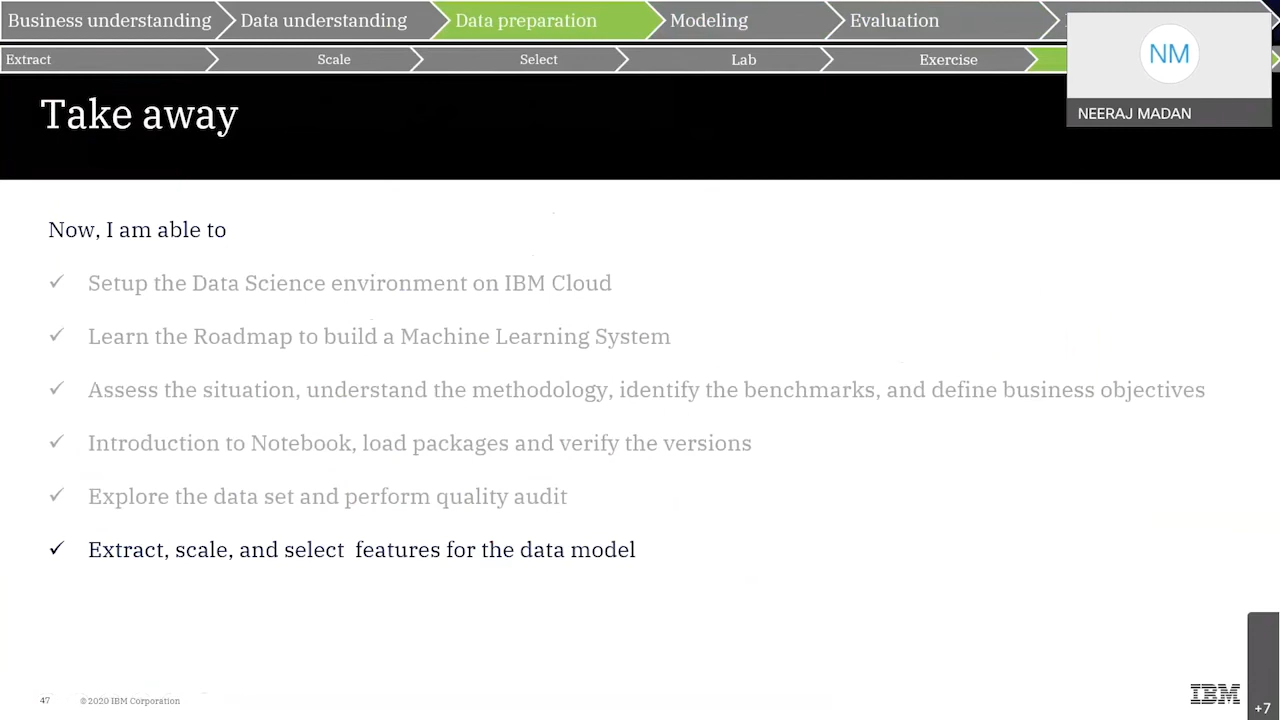 Business understanding
Data understanding
Data preparation
Modeling
Evaluation
Extract
Scale
Select
Lab
Exercise
NM
NEERAJ MADAN
Take away
Now, I am able to
✓ Setup the Data Science environment on IBM Cloud
✓ Learn the Roadmap to build a Machine Learning System
✓ Assess the situation, understand the methodology, identify the benchmarks, and define business objectives
✓ Introduction to Notebook, load packages and verify the versions
✓ Explore the data set and perform quality audit
✓ Extract, scale, and select features for the data model
47
© 2020 IBM Corporation
IBM
+7